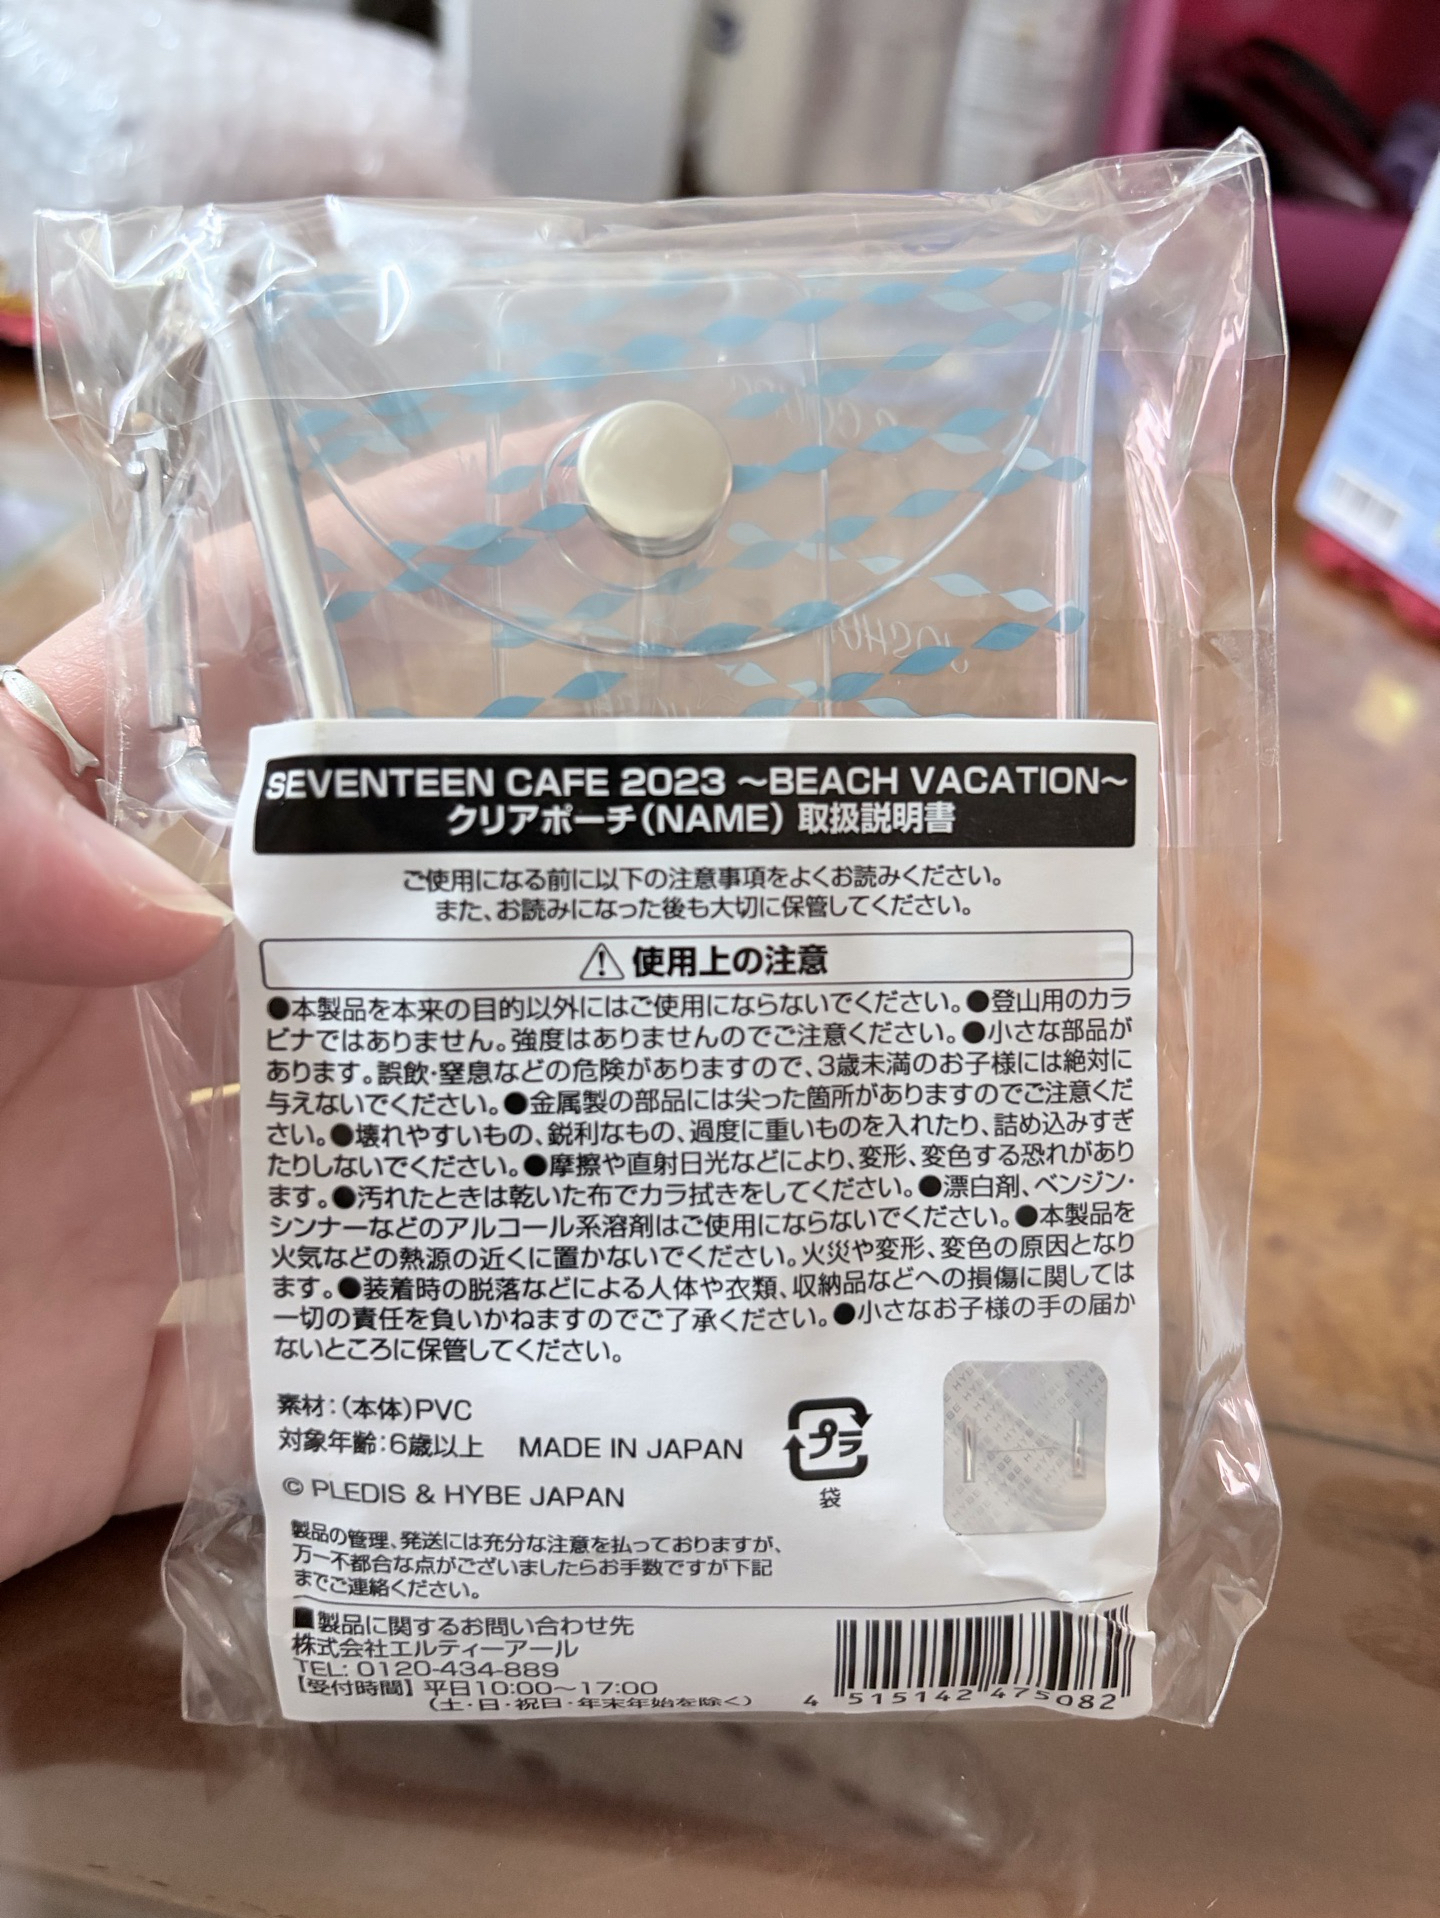 S.COUPS
JOSHUA
SEVENTEEN CAFE 2023 ～BEACH VACATION～
クリアポーチ(NAME) 取扱説明書
ご使用になる前に以下の注意事項をよくお読みください。
また、お読みになった後も大切に保管してください。
使用上の注意
●本製品を本来の目的以外にはご使用にならないでください。●登山用のカラ
ビナではありません。強度はありませんのでご注意ください。●小さな部品が
あります。誤飲・窒息などの危険がありますので、3歳未満のお子様には絶対に
与えないでください。●金属製の部品には尖った箇所がありますのでご注意くだ
さい。●壊れやすいもの、鋭利なもの、過度に重いものを入れたり、詰め込みすぎ
たりしないでください。●摩擦や直射日光などにより、変形、変色する恐れがあり
ます。●汚れたときは乾いた布でカラ拭きをしてください。●漂白剤、ベンジン・
シンナーなどのアルコール系溶剤はご使用にならないでください。●本製品を
火気などの熱源の近くに置かないでください。火災や変形、変色の原因となり
ます。●装着時の脱落などによる人体や衣類、収納品などへの損傷に関しては
一切の責任を負いかねますのでご了承ください。●小さなお子様の手の届か
ないところに保管してください。
素材:(本体)PVC
対象年齢:6歳以上 MADE IN JAPAN
プラ
袋
© PLEDIS & HYBE JAPAN
製品の管理、発送には充分な注意を払っておりますが、
万一不都合な点がございましたらお手数ですが下記
までご連絡ください。
■製品に関するお問い合わせ先
株式会社エルティーアール
TEL: 0120-434-889
【受付時間】平日10:00～17:00
(土・日・祝日・年末年始を除く)
4 515142 475082